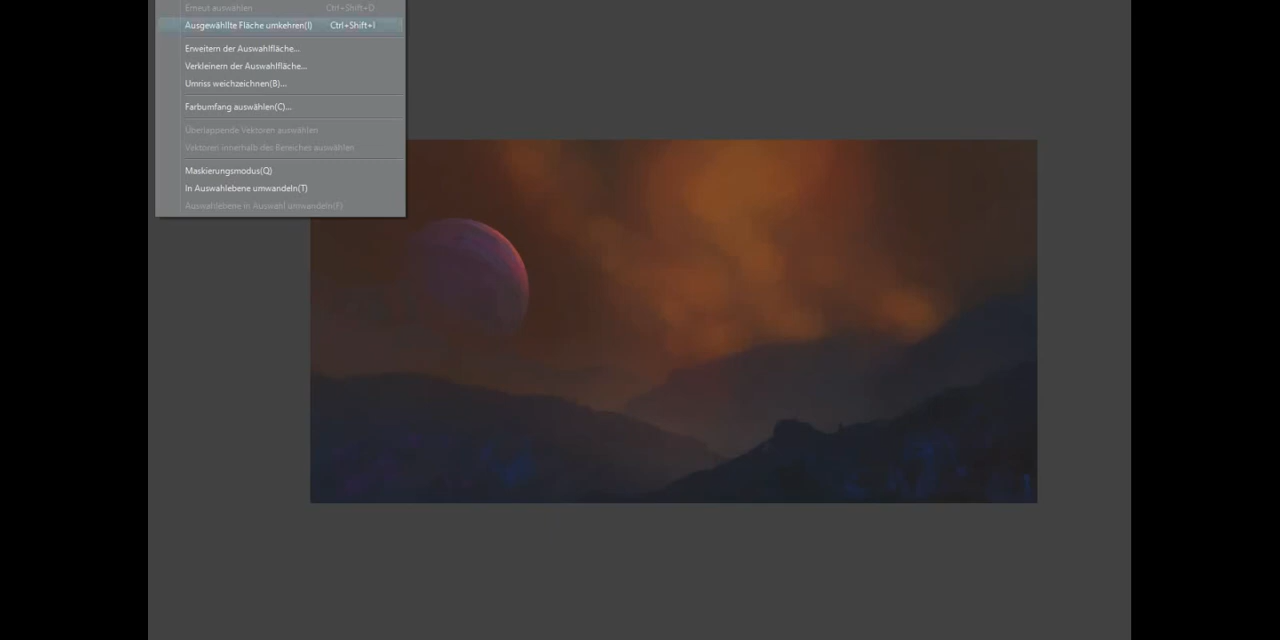 Erneut auswählen Ctrl+Shift+D
Ausgewählte Fläche umkehren(I) Ctrl+Shift+I
Erweitern der Auswahlfläche...
Verkleinern der Auswahlfläche...
Umriss weichzeichnen(B)...
Farbumfang auswählen(C)...
Überlappende Vektoren auswählen
Vektoren innerhalb des Bereiches auswählen
Maskierungsmodus(Q)
In Auswahlebene umwandeln(T)
Auswahlebene in Auswahl umwandeln(F)